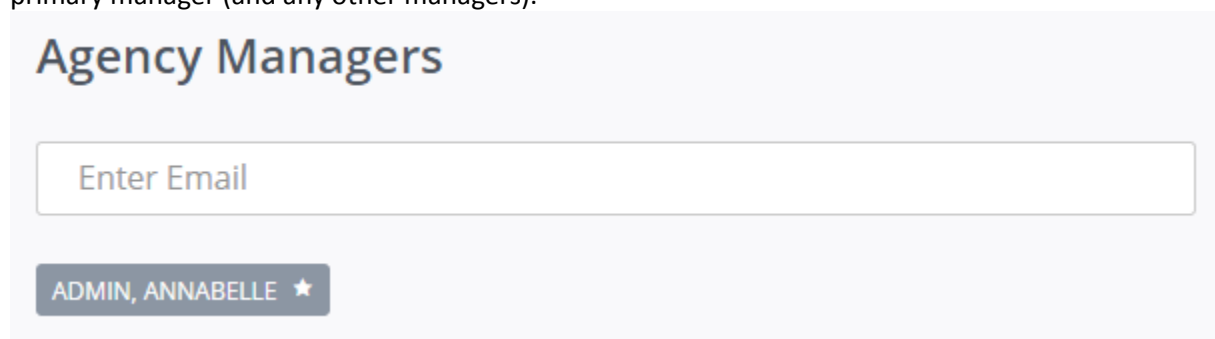 primary manager (and any other managers).
Agency Managers
Enter Email
ADMIN, ANNABELLE